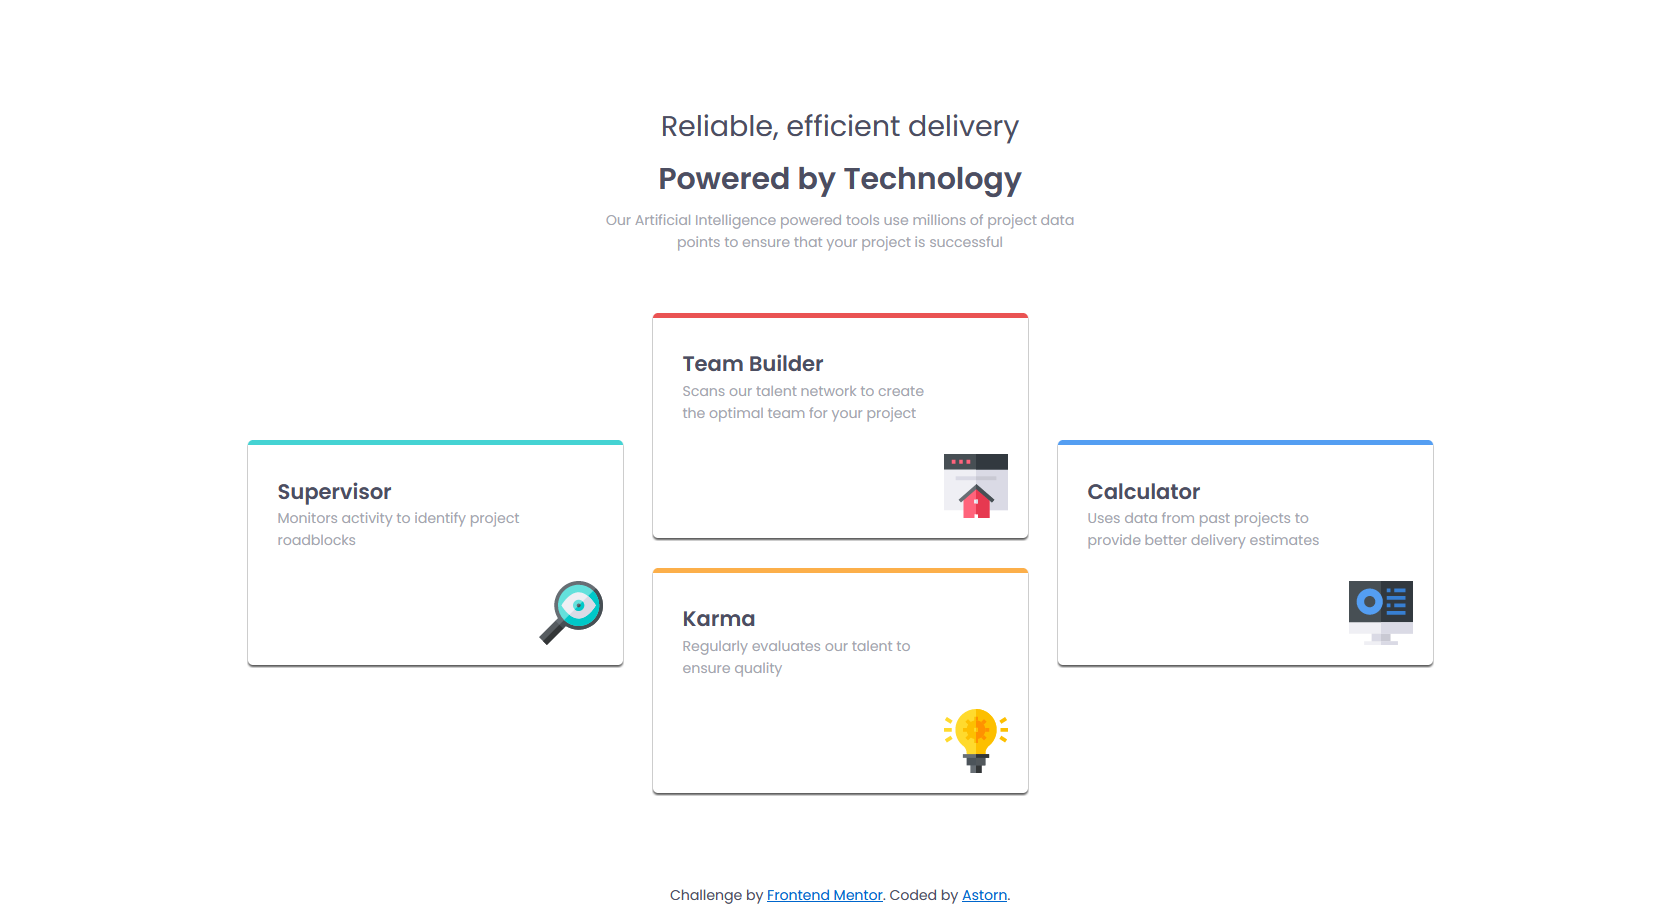 Reliable, efficient delivery
Powered by Technology
Our Artificial Intelligence powered tools use millions of project data
points to ensure that your project is successful
Supervisor
Monitors activity to identify project
roadblocks
Team Builder
Scans our talent network to create
the optimal team for your project
Karma
Regularly evaluates our talent to
ensure quality
Calculator
Uses data from past projects to
provide better delivery estimates
Challenge by Frontend Mentor. Coded by Astorn.